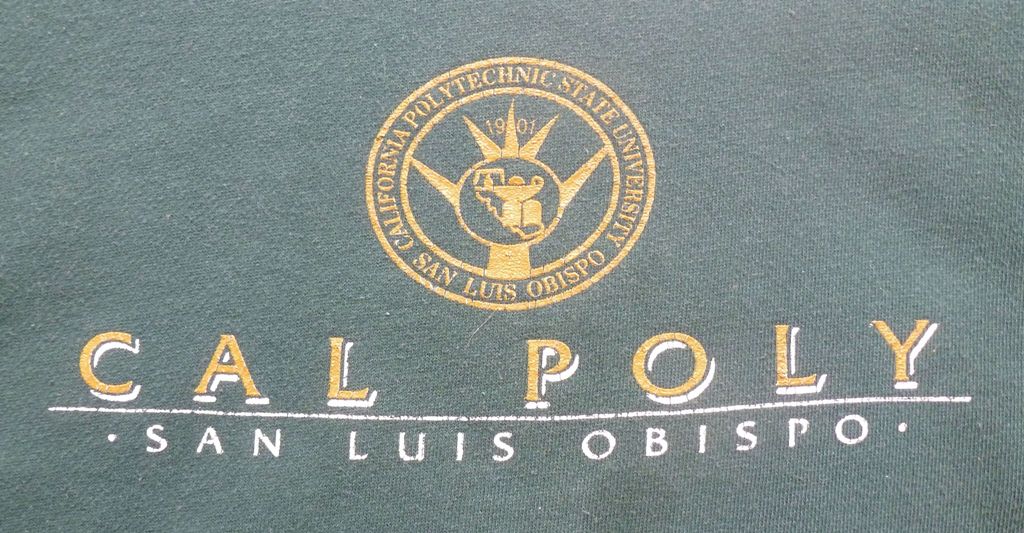 CALIFORNIA POLYTECHNIC STATE UNIVERSITY
1901
SAN LUIS OBISPO
CAL POLY
· SAN LUIS OBISPO ·